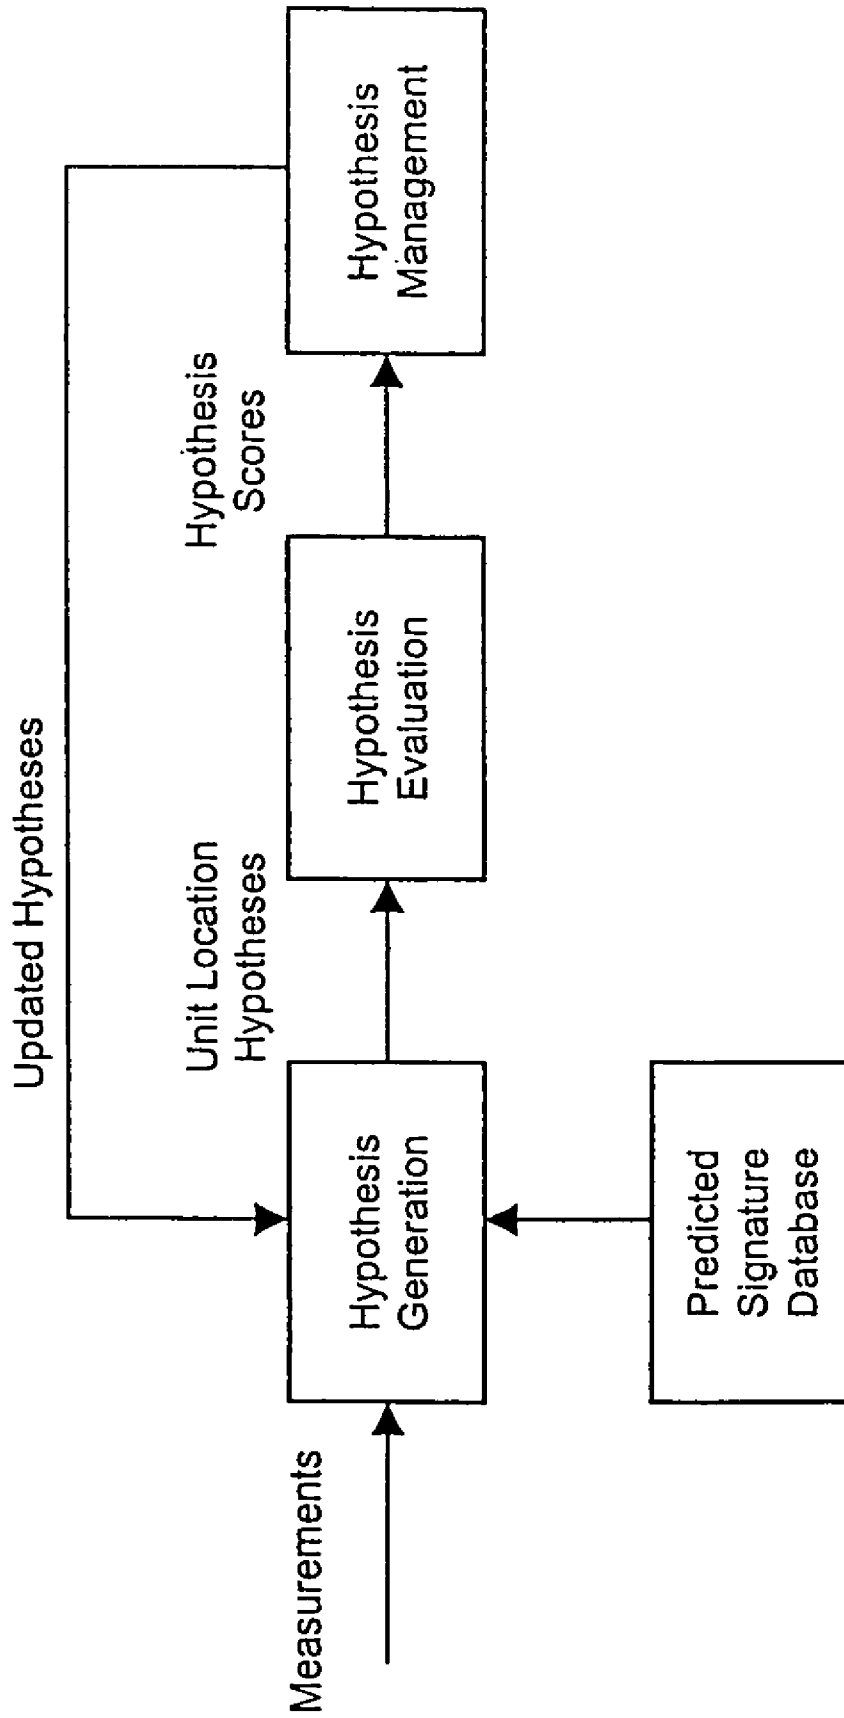 Updated Hypotheses
Unit Location
Hypotheses
Hypothesis
Scores
Measurements
Hypothesis
Generation
Hypothesis
Evaluation
Hypothesis
Management
Predicted
Signature
Database